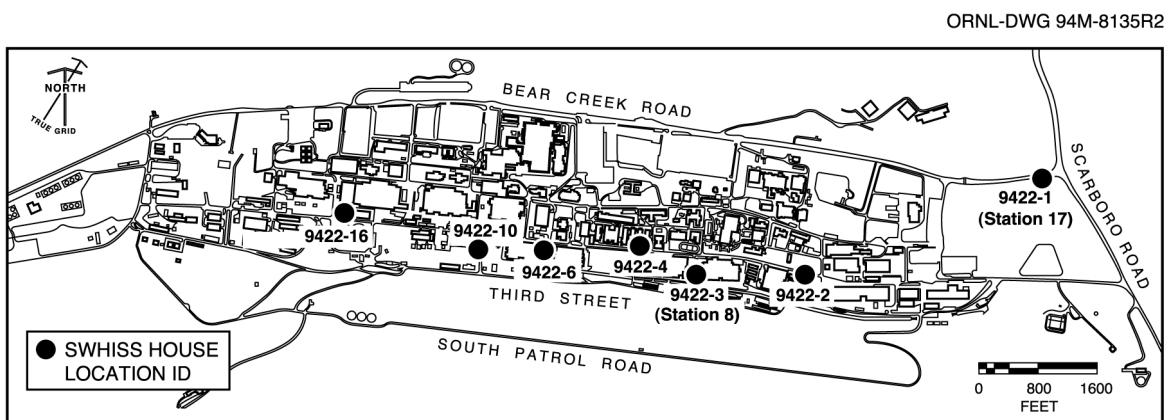 ORNL-DWG 94M-8135R2
NORTH
TRUE GRID
BEAR CREEK ROAD
SCARBORO ROAD
9422-1
(Station 17)
9422-16
9422-10
9422-6
9422-4
9422-3
(Station 8)
9422-2
THIRD STREET
SOUTH PATROL ROAD
SWHISS HOUSE
LOCATION ID
0 800 1600
FEET